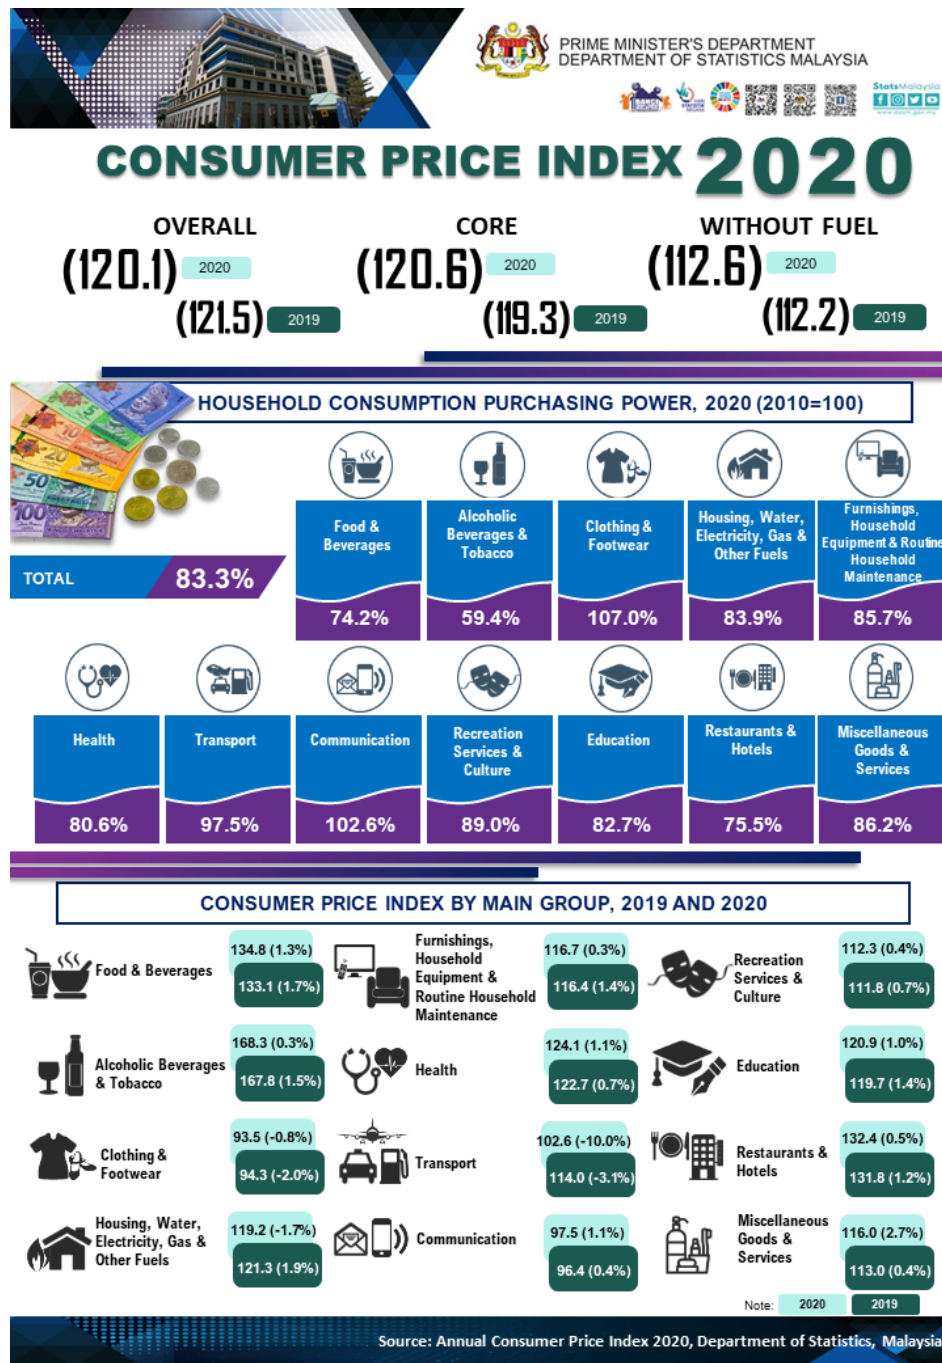 PRIME MINISTER'S DEPARTMENT
DEPARTMENT OF STATISTICS MALAYSIA
StatsMalaysia
www.dosm.gov.my
CONSUMER PRICE INDEX 2020
OVERALL
(120.1) 2020
(121.5) 2019
CORE
(120.6) 2020
(119.3) 2019
WITHOUT FUEL
(112.6) 2020
(112.2) 2019
HOUSEHOLD CONSUMPTION PURCHASING POWER, 2020 (2010=100)
TOTAL 83.3%
Food &
Beverages
74.2%
Alcoholic
Beverages &
Tobacco
59.4%
Clothing &
Footwear
107.0%
Housing, Water,
Electricity, Gas &
Other Fuels
83.9%
Furnishings,
Household
Equipment & Routine
Household
Maintenance
85.7%
Health
80.6%
Transport
97.5%
Communication
102.6%
Recreation
Services &
Culture
89.0%
Education
82.7%
Restaurants &
Hotels
75.5%
Miscellaneous
Goods &
Services
86.2%
CONSUMER PRICE INDEX BY MAIN GROUP, 2019 AND 2020
Food & Beverages
134.8 (1.3%)
133.1 (1.7%)
Furnishings,
Household
Equipment &
Routine Household
Maintenance
116.7 (0.3%)
116.4 (1.4%)
Recreation
Services &
Culture
112.3 (0.4%)
111.8 (0.7%)
Alcoholic Beverages
& Tobacco
168.3 (0.3%)
167.8 (1.5%)
Health
124.1 (1.1%)
122.7 (0.7%)
Education
120.9 (1.0%)
119.7 (1.4%)
Clothing &
Footwear
93.5 (-0.8%)
94.3 (-2.0%)
Transport
102.6 (-10.0%)
114.0 (-3.1%)
Restaurants &
Hotels
132.4 (0.5%)
131.8 (1.2%)
Housing, Water,
Electricity, Gas &
Other Fuels
119.2 (-1.7%)
121.3 (1.9%)
Communication
97.5 (1.1%)
96.4 (0.4%)
Miscellaneous
Goods &
Services
116.0 (2.7%)
113.0 (0.4%)
Note: 2020 2019
Source: Annual Consumer Price Index 2020, Department of Statistics, Malaysia